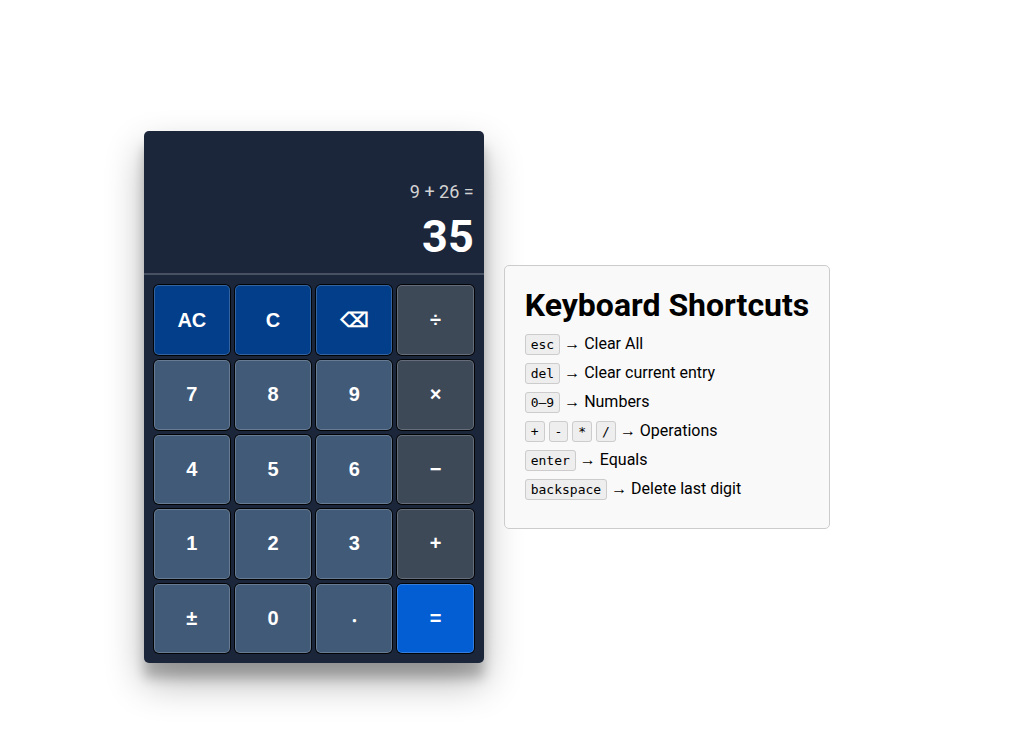 9 + 26 =
35
AC C ⌫ ÷
7 8 9 ×
4 5 6 −
1 2 3 +
± 0 . =
Keyboard Shortcuts
esc → Clear All
del → Clear current entry
0–9 → Numbers
+ - * / → Operations
enter → Equals
backspace → Delete last digit